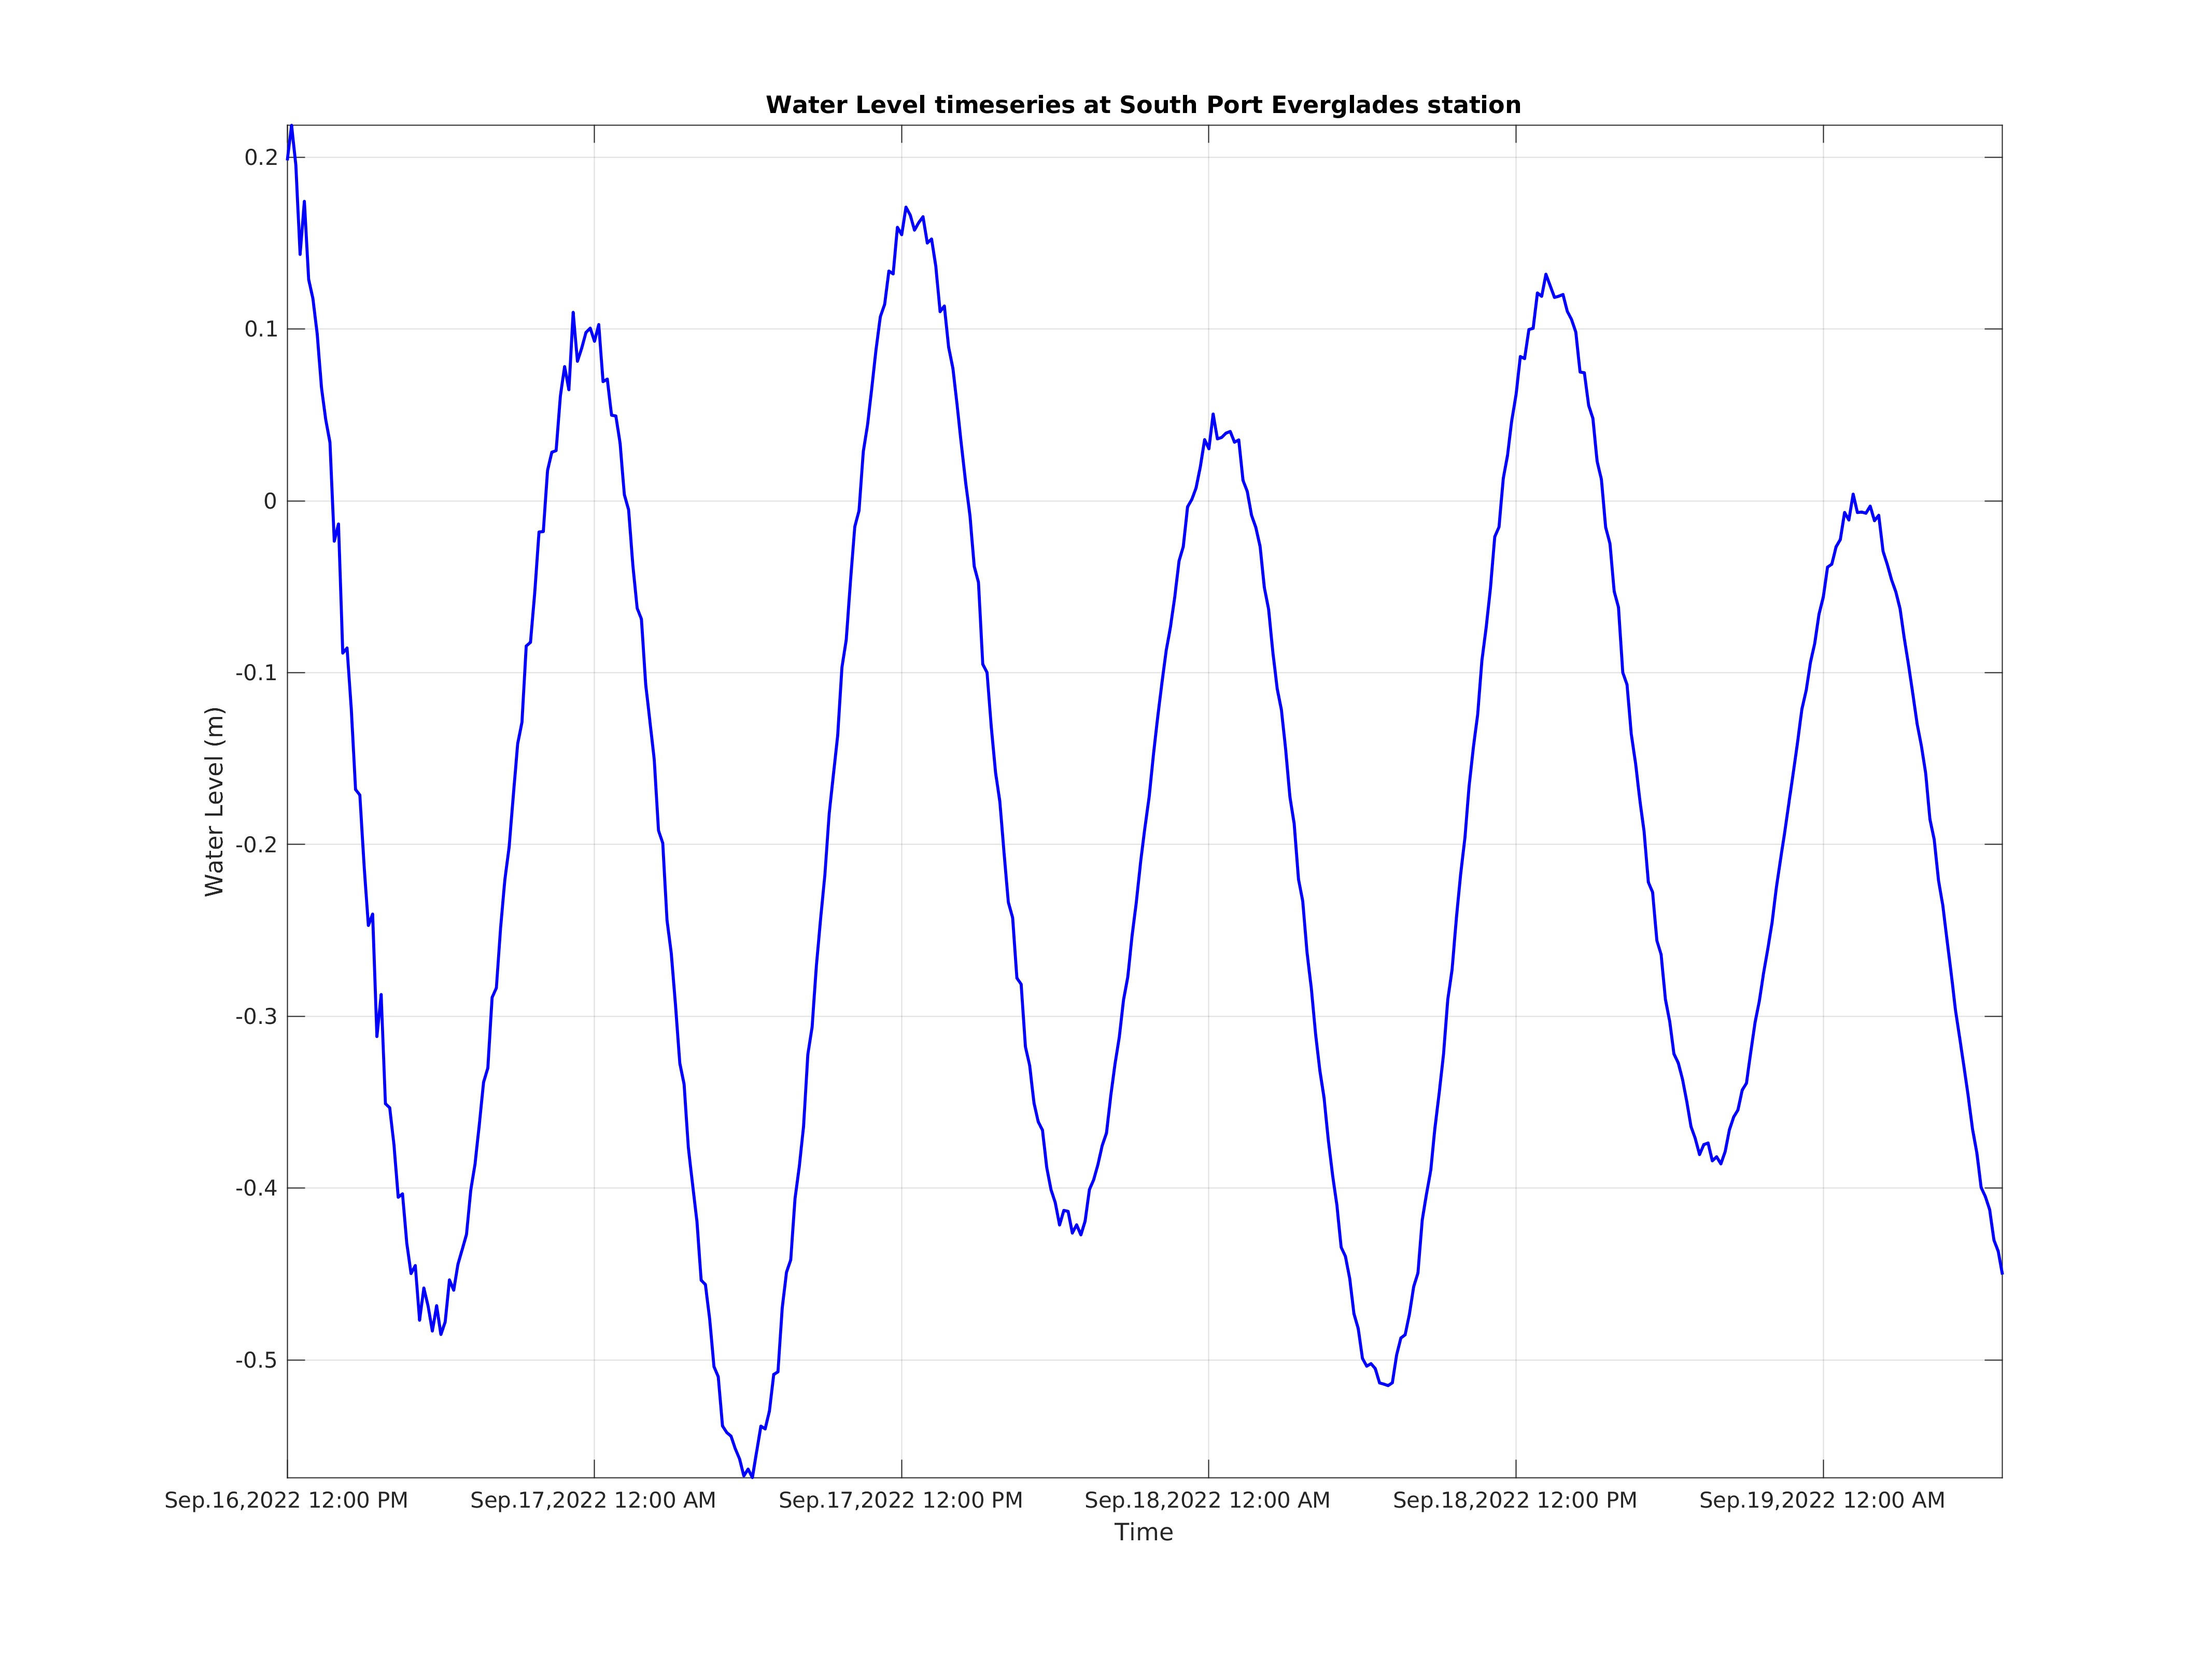 Water Level timeseries at South Port Everglades station
0.2
0.1
0
-0.1
-0.2
-0.3
-0.4
-0.5
Water Level (m)
Sep.16,2022 12:00 PM
Sep.17,2022 12:00 AM
Sep.17,2022 12:00 PM
Sep.18,2022 12:00 AM
Sep.18,2022 12:00 PM
Sep.19,2022 12:00 AM
Time